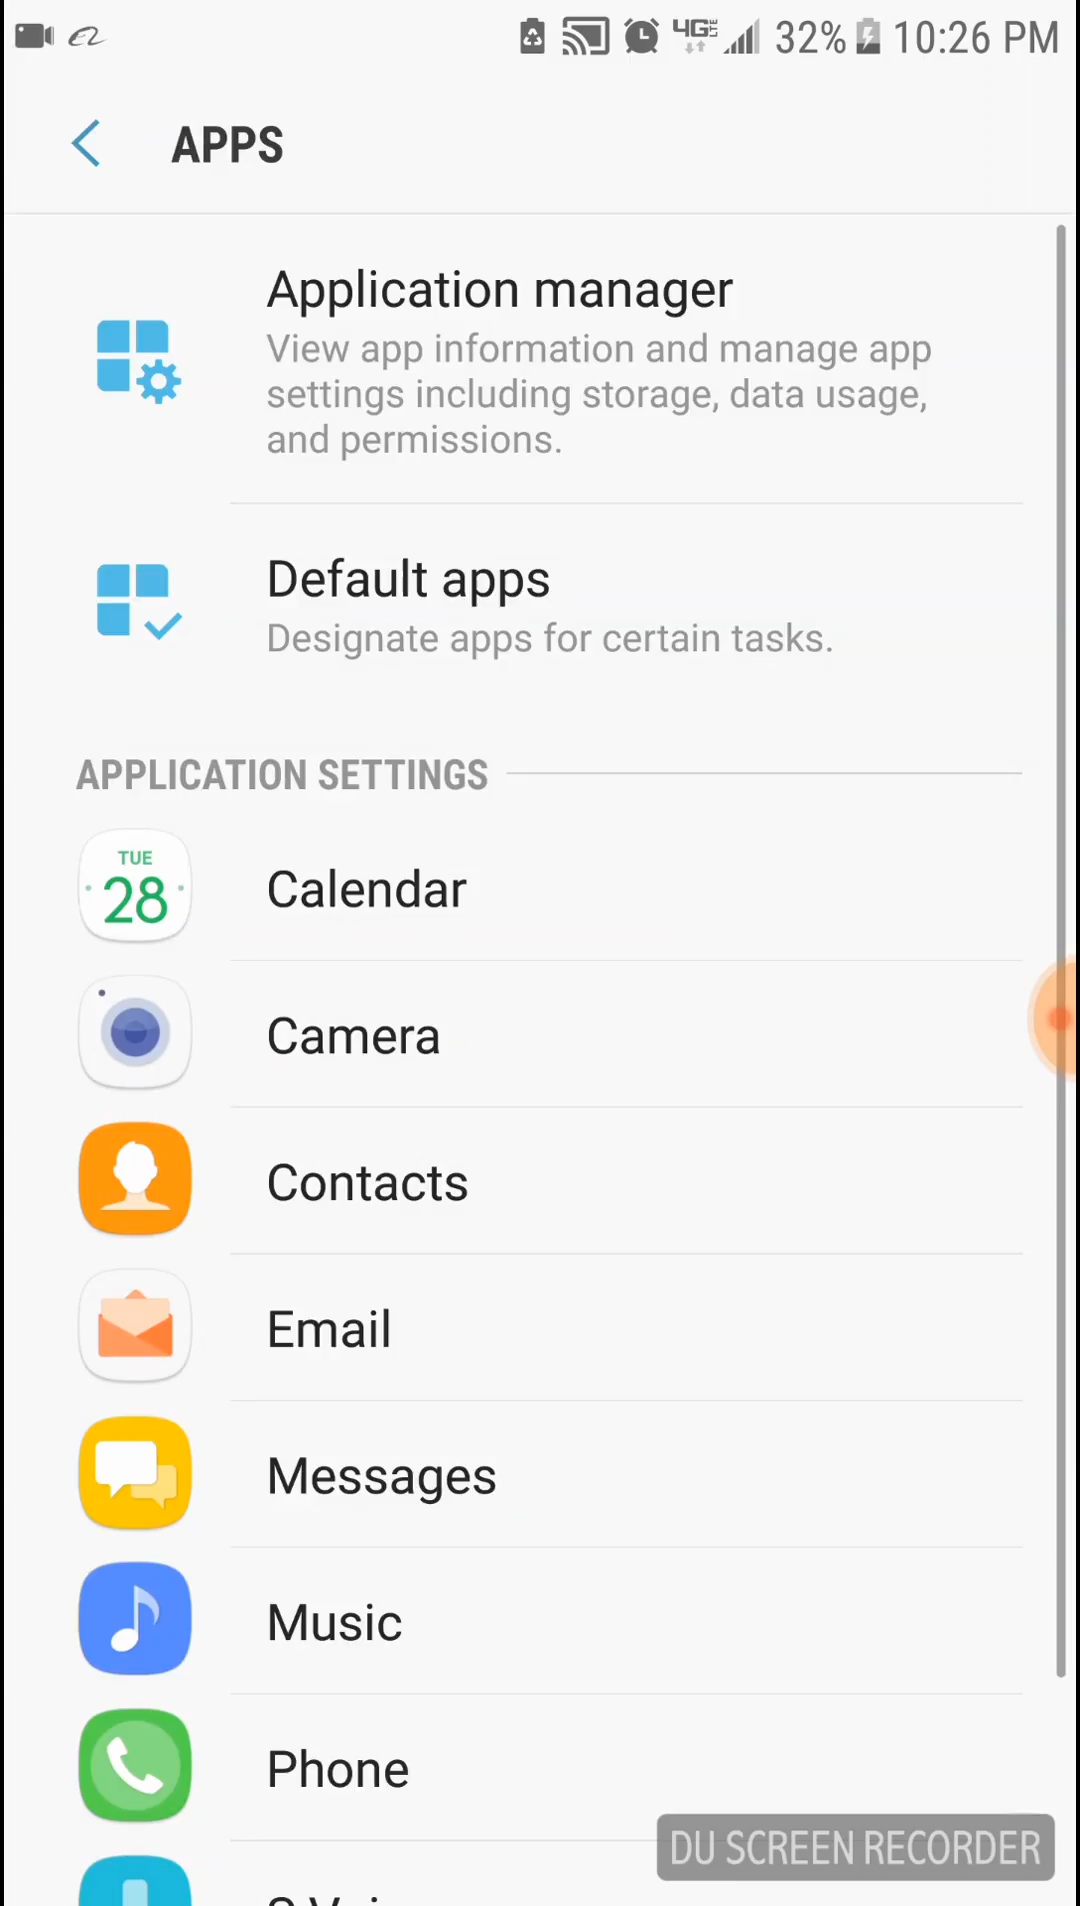 4G LTE 32% 10:26 PM
APPS
Application manager
View app information and manage app
settings including storage, data usage,
and permissions.
Default apps
Designate apps for certain tasks.
APPLICATION SETTINGS
TUE
28
Calendar
Camera
Contacts
Email
Messages
Music
Phone
DU SCREEN RECORDER